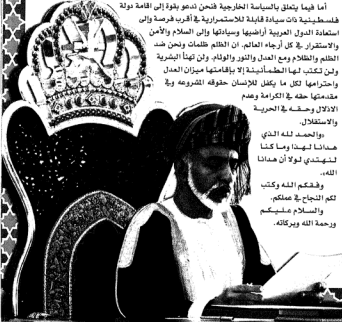 أما فيما يتعلق بالسياسة الخارجية فنحن ندعو بقوة إلى اقامة دولة
فلسطينية ذات سيادة قابلة للاستمرارية في أقرب فرصة وإلى
استعادة الدول العربية أراضيها وسيادتها وإلى السلام والأمن
والاستقرار في كل أرجاء العالم. ان الظلم ظلمات ونحن ضد
الظلم والظلام ومع العدل والنور والوئام. ولن تهنأ البشرية
ولن تكتب لها الطمأنينة إلا بإقامتها ميزان العدل
واحترامها لكل ما يكفل للإنسان حقوقه المشروعه وفي
مقدمتها حقه في الكرامة وعدم
الاذلال وحقه في الحرية
والاستقلال.
«والحمد لله الذي
هدانا لهذا وما كنا
لنهتدي لولا أن هدانا
الله».
وفقكم الله وكتب
لكم النجاح في عملكم.
والسلام عليكم
ورحمة الله وبركاته.